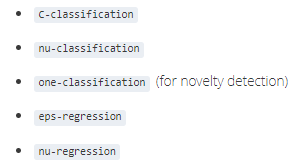 • C-classification
• nu-classification
• one-classification (for novelty detection)
• eps-regression
• nu-regression